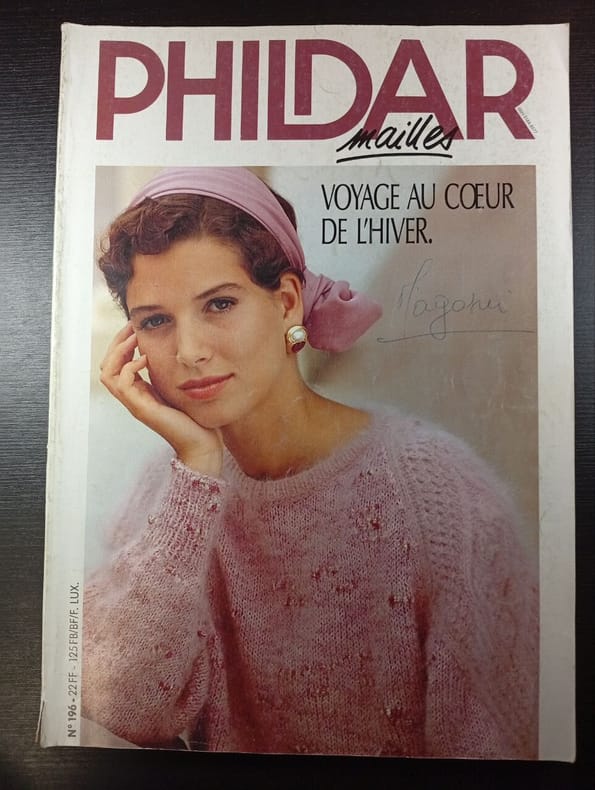 PHILDAR
mailles
VOYAGE AU CŒUR
DE L'HIVER.
N° 196 - 22 FF - 125 FB/BF/F. LUX.